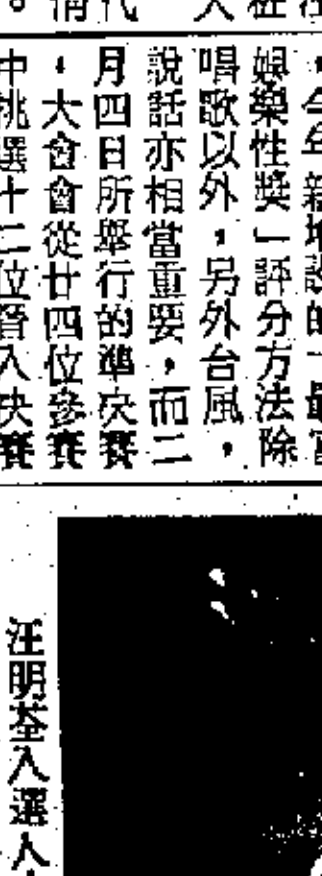 ，今年新增設的「最富
娛樂性獎」評分方法除
唱歌以外，另外台風，
說話亦相當重要，而二
月四日所舉行的準決賽
，大會會從廿四位參賽
中挑選十二位晉入決賽
汪明荃入選人